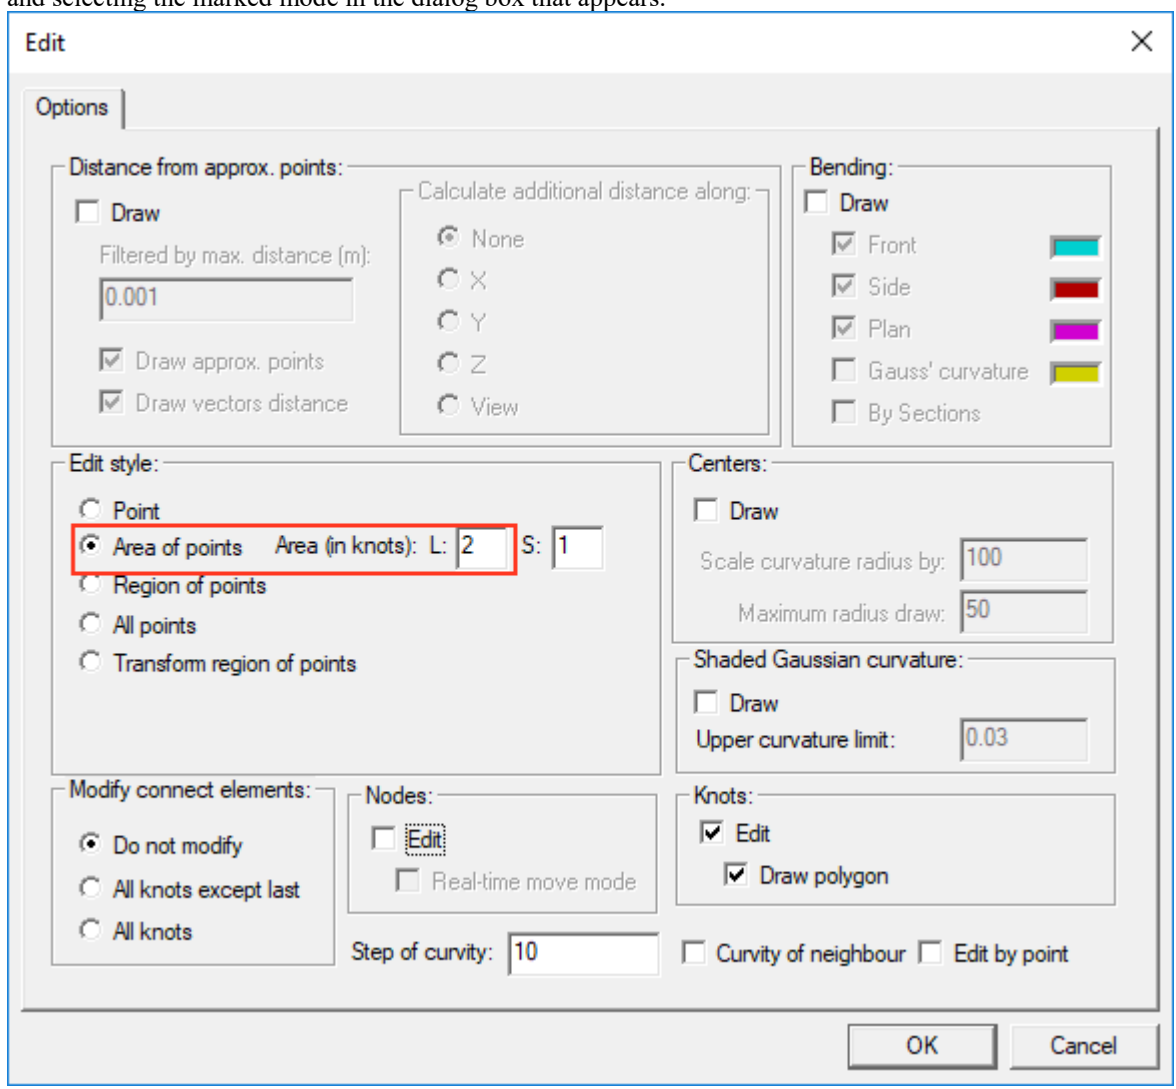 and selecting the marked mode in the dialog box that appears.
Edit
Options
Distance from approx. points:
Draw
Filtered by max. distance (m):
0.001
Draw approx. points
Draw vectors distance
Calculate additional distance along:
None
X
Y
Z
View
Bending:
Draw
Front
Side
Plan
Gauss' curvature
By Sections
Edit style:
Point
Area of points Area (in knots): L: 2 S: 1
Region of points
All points
Transform region of points
Centers:
Draw
Scale curvature radius by: 100
Maximum radius draw: 50
Shaded Gaussian curvature:
Draw
Upper curvature limit: 0.03
Modify connect elements:
Do not modify
All knots except last
All knots
Nodes:
Edit
Real-time move mode
Knots:
Edit
Draw polygon
Step of curvity: 10
Curvity of neighbour
Edit by point
OK
Cancel